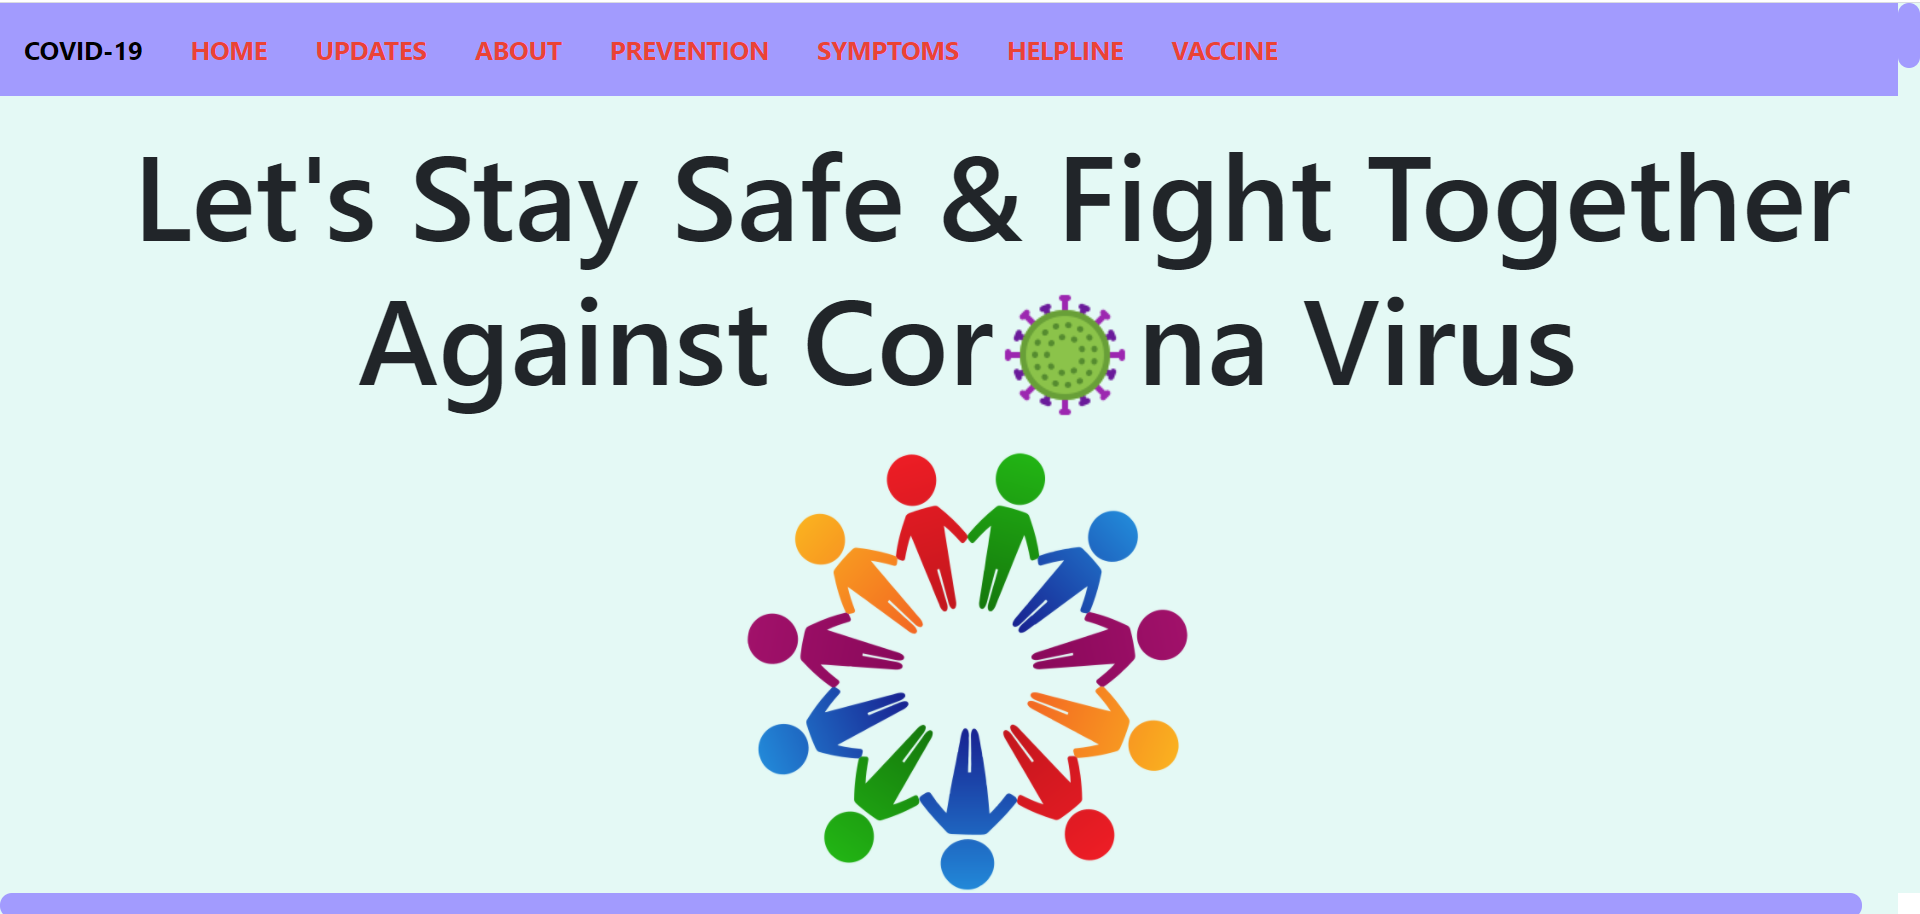 COVID-19 HOME UPDATES ABOUT PREVENTION SYMPTOMS HELPLINE VACCINE
Let's Stay Safe & Fight Together
Against Cor na Virus